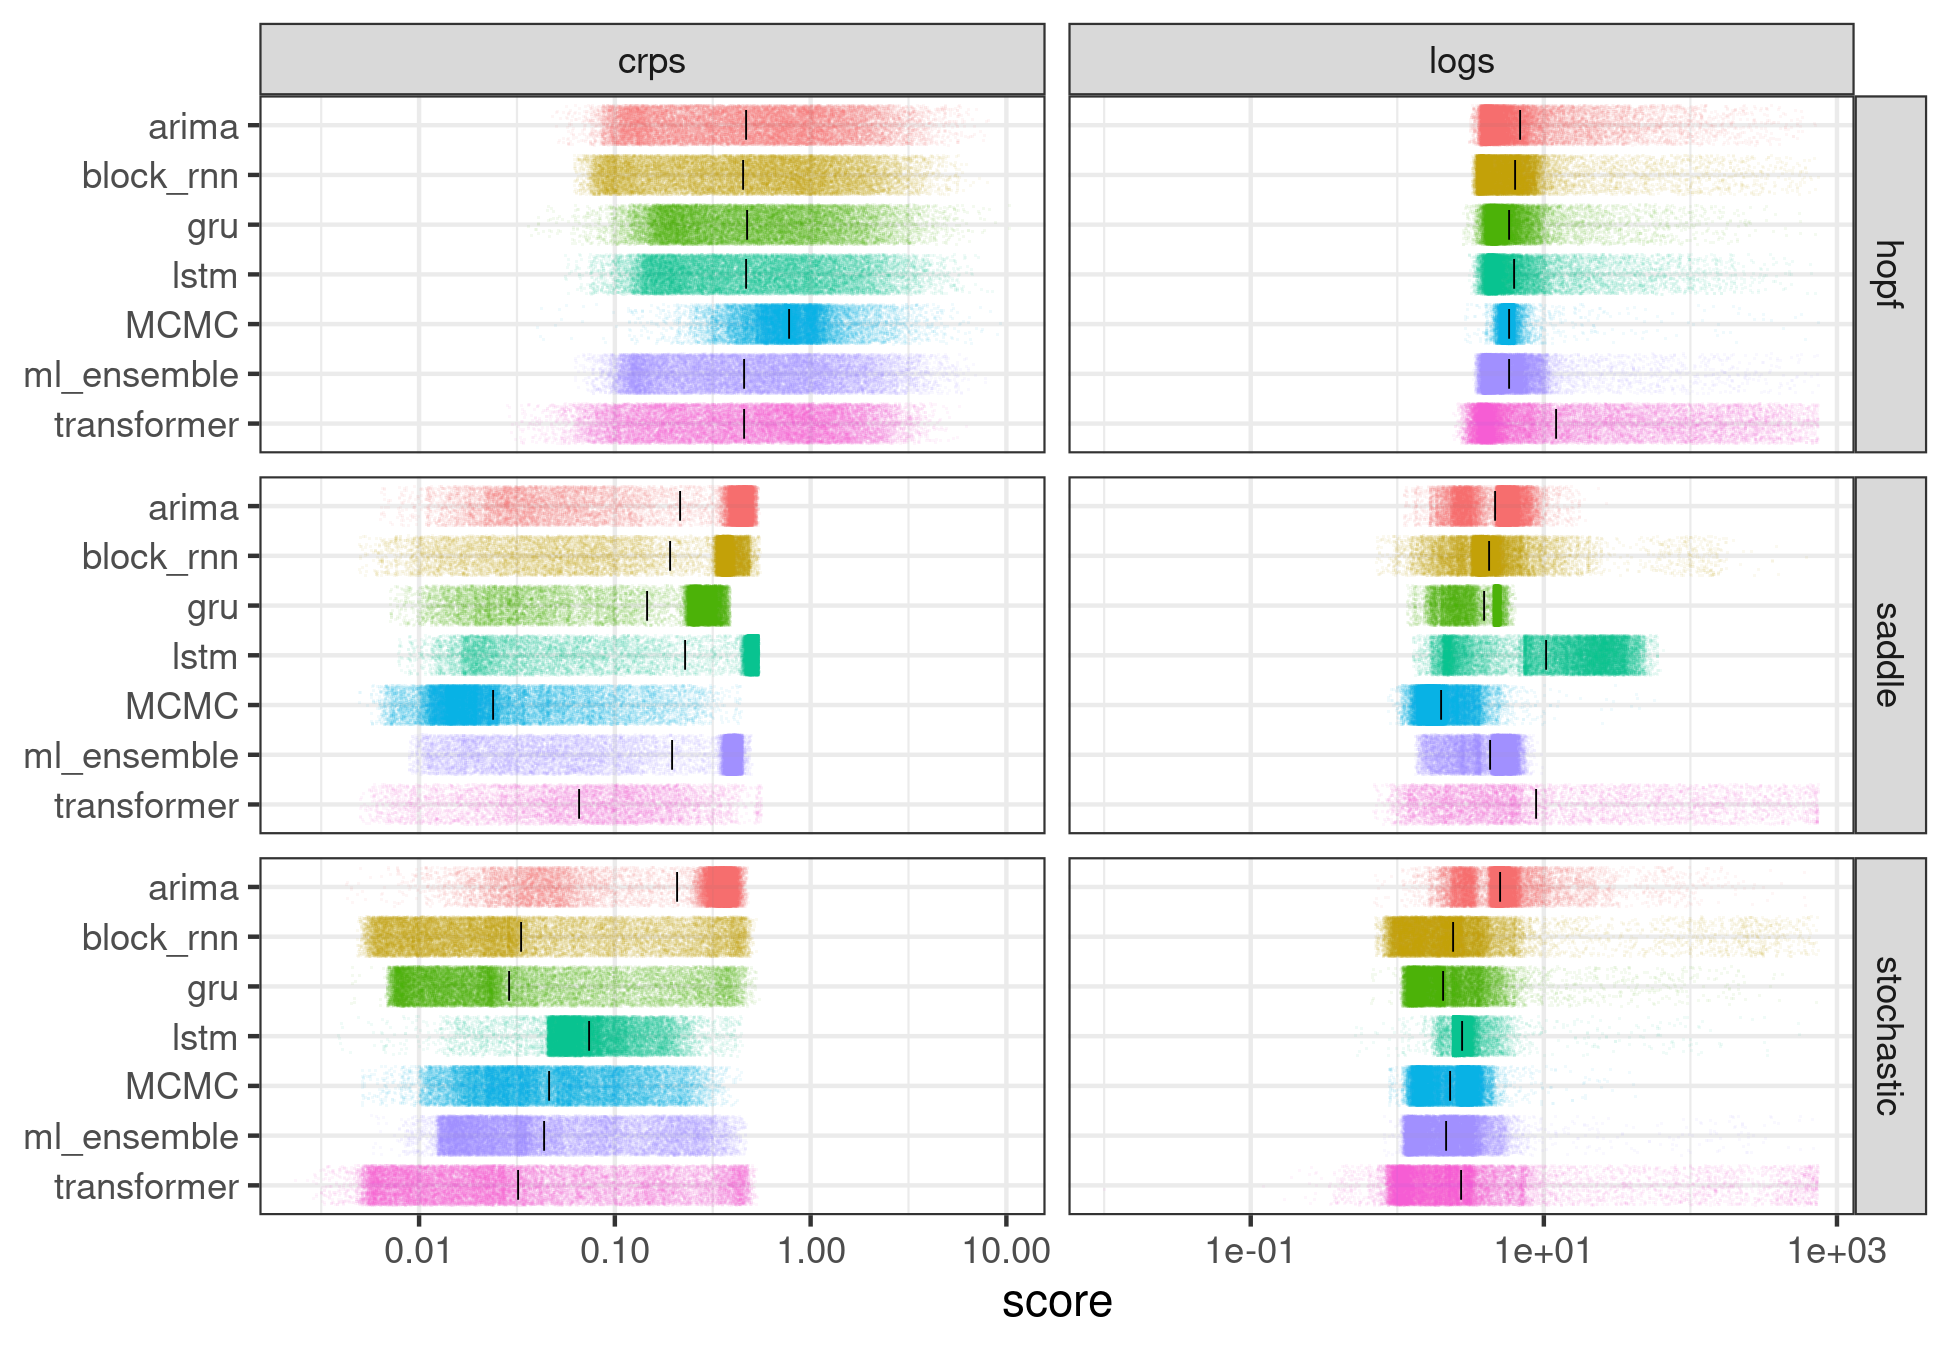 crps
logs
arima
block_rnn
gru
lstm
MCMC
ml_ensemble
transformer
hopf
arima
block_rnn
gru
lstm
MCMC
ml_ensemble
transformer
saddle
arima
block_rnn
gru
lstm
MCMC
ml_ensemble
transformer
stochastic
0.01 0.10 1.00 10.00
1e-01 1e+01 1e+03
score